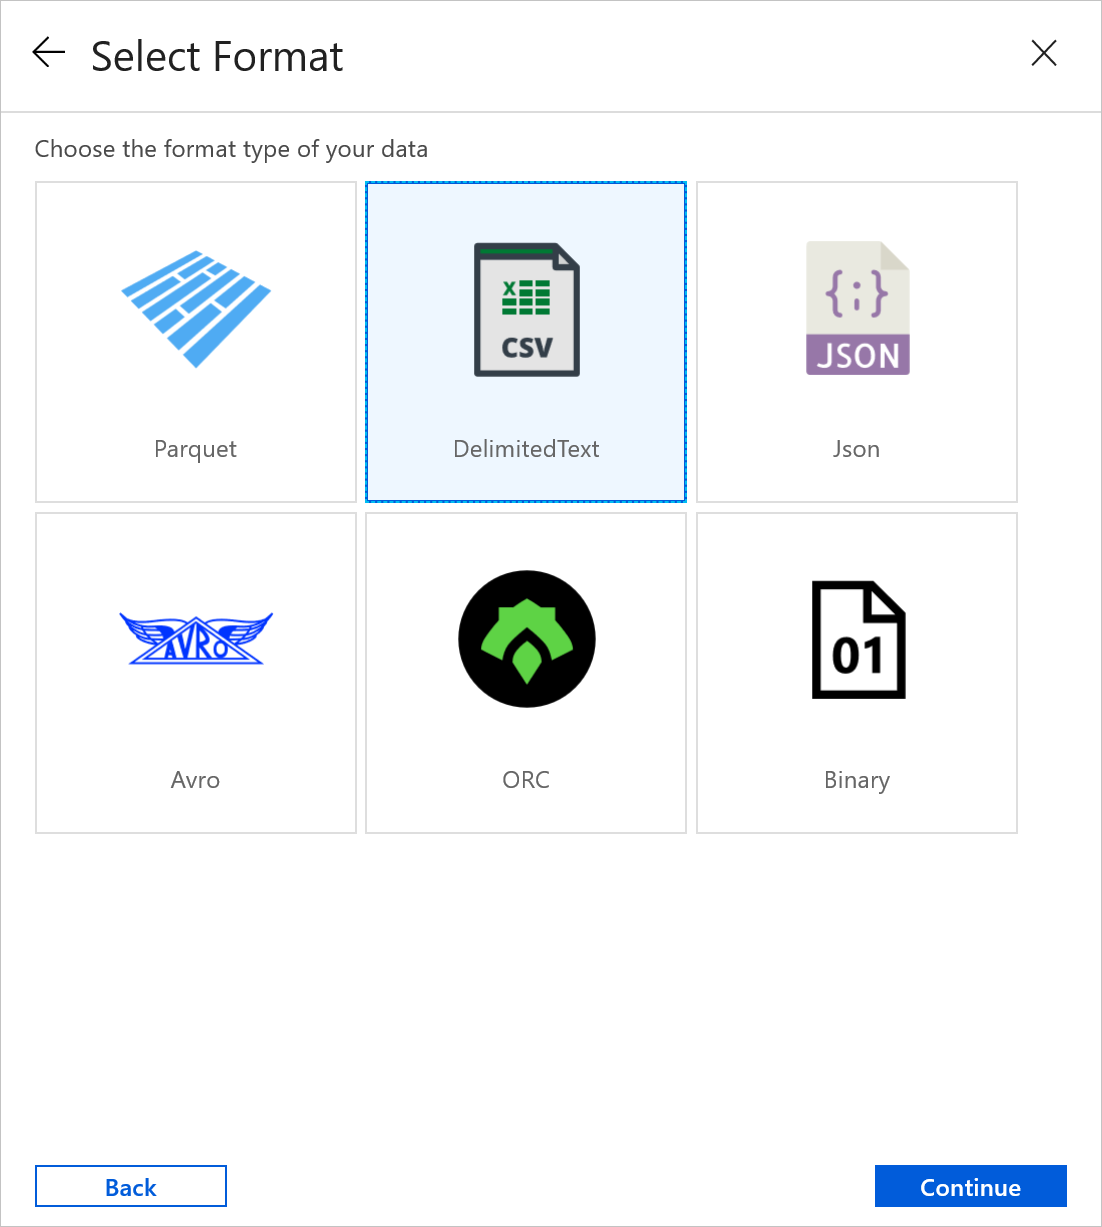 Select Format
Choose the format type of your data
X
CSV
{;}
JSON
Parquet
DelimitedText
Json
AVRO
01
Avro
ORC
Binary
Back
Continue